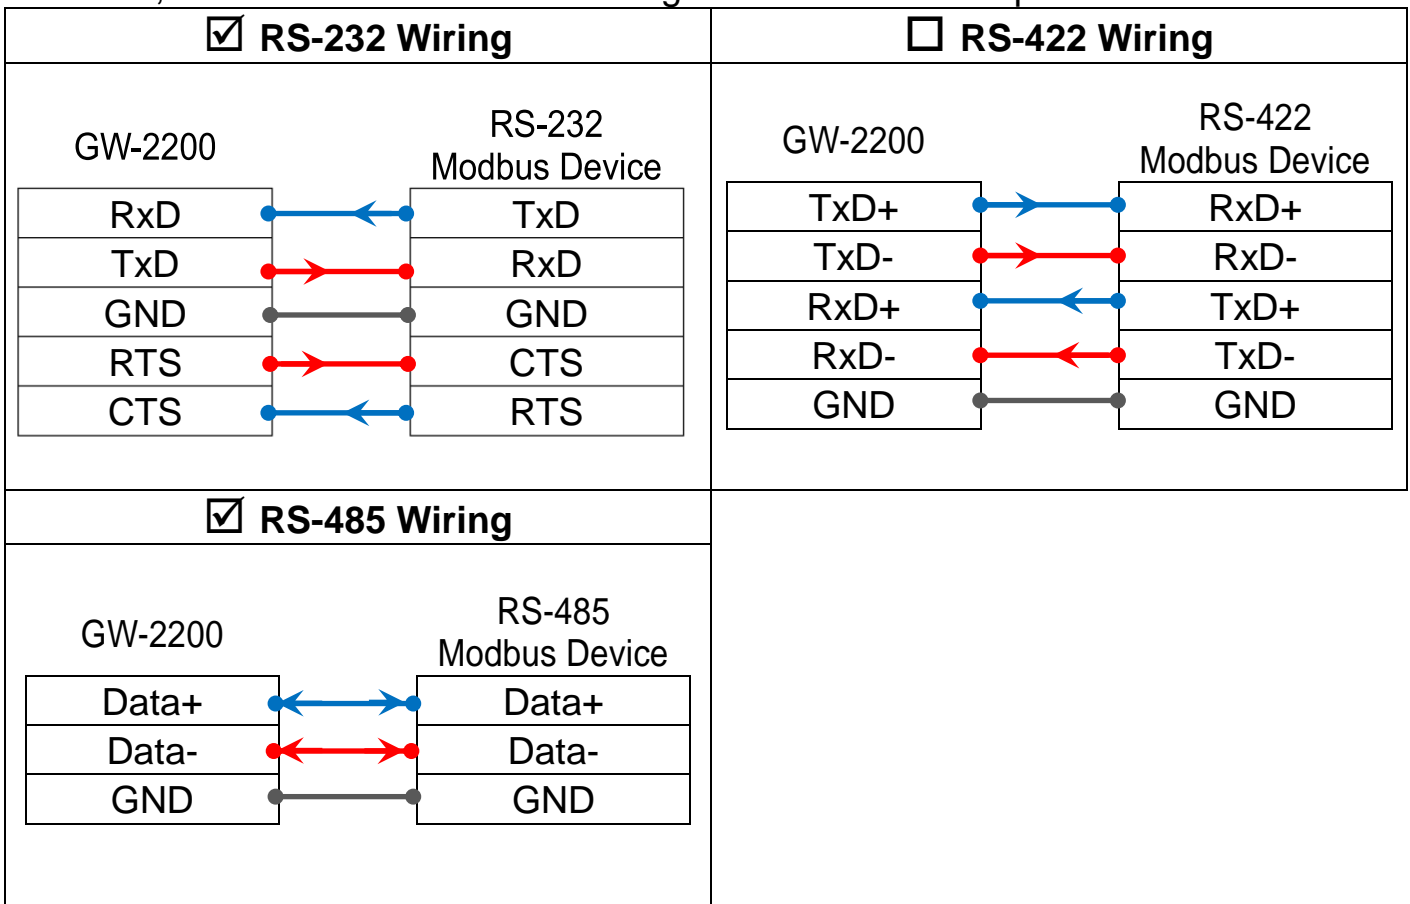 ☑ RS-232 Wiring
☐ RS-422 Wiring
GW-2200
RS-232
Modbus Device
RxD TxD
TxD RxD
GND GND
RTS CTS
CTS RTS
GW-2200
RS-422
Modbus Device
TxD+ RxD+
TxD- RxD-
RxD+ TxD+
RxD- TxD-
GND GND
☑ RS-485 Wiring
GW-2200
RS-485
Modbus Device
Data+ Data+
Data- Data-
GND GND